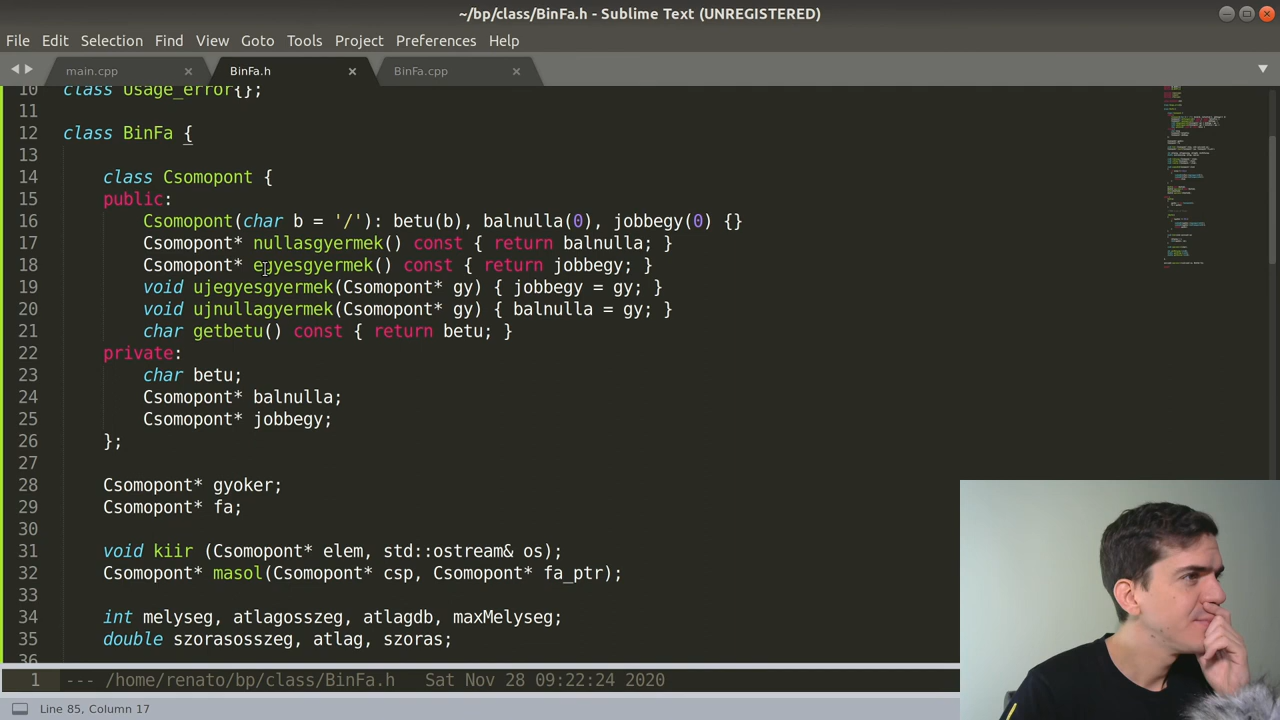 ~/bp/class/BinFa.h - Sublime Text (UNREGISTERED)
File Edit Selection Find View Goto Tools Project Preferences Help
main.cpp BinFa.h BinFa.cpp
10 class Usage_error{};
11
12 class BinFa {
13
14 class Csomopont {
15 public:
16 Csomopont(char b = '/'): betu(b), balnulla(0), jobbegy(0) {}
17 Csomopont* nullasgyermek() const { return balnulla; }
18 Csomopont* egyesgyermek() const { return jobbegy; }
19 void ujegyesgyermek(Csomopont* gy) { jobbegy = gy; }
20 void ujnullagyermek(Csomopont* gy) { balnulla = gy; }
21 char getbetu() const { return betu; }
22 private:
23 char betu;
24 Csomopont* balnulla;
25 Csomopont* jobbegy;
26 };
27
28 Csomopont* gyoker;
29 Csomopont* fa;
30
31 void kiir (Csomopont* elem, std::ostream& os);
32 Csomopont* masol(Csomopont* csp, Csomopont* fa_ptr);
33
34 int melyseg, atlagosszeg, atlagdb, maxMelyseg;
35 double szorasosszeg, atlag, szoras;
36
1 --- /home/renato/bp/class/BinFa.h Sat Nov 28 09:22:24 2020
Line 85, Column 17